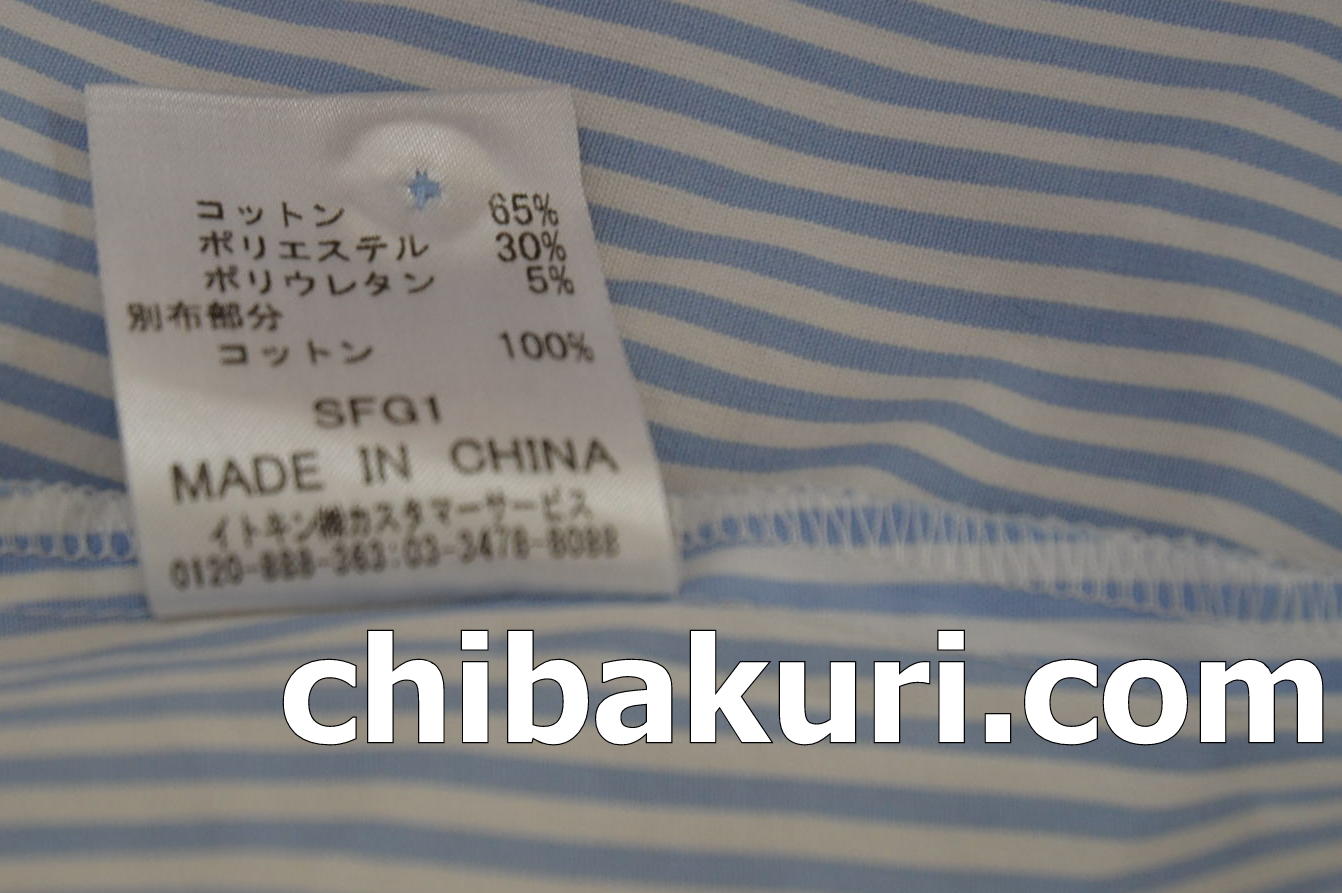 コットン 65%
ポリエステル 30%
ポリウレタン 5%
別布部分
コットン 100%
SFG1
MADE IN CHINA
イトキン㈱カスタマーサービス
0120-888-363:03-3478-8088
chibakuri.com